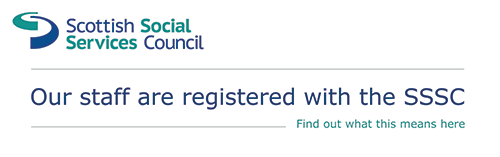 Scottish Social
Services Council
Our staff are registered with the SSSC
Find out what this means here